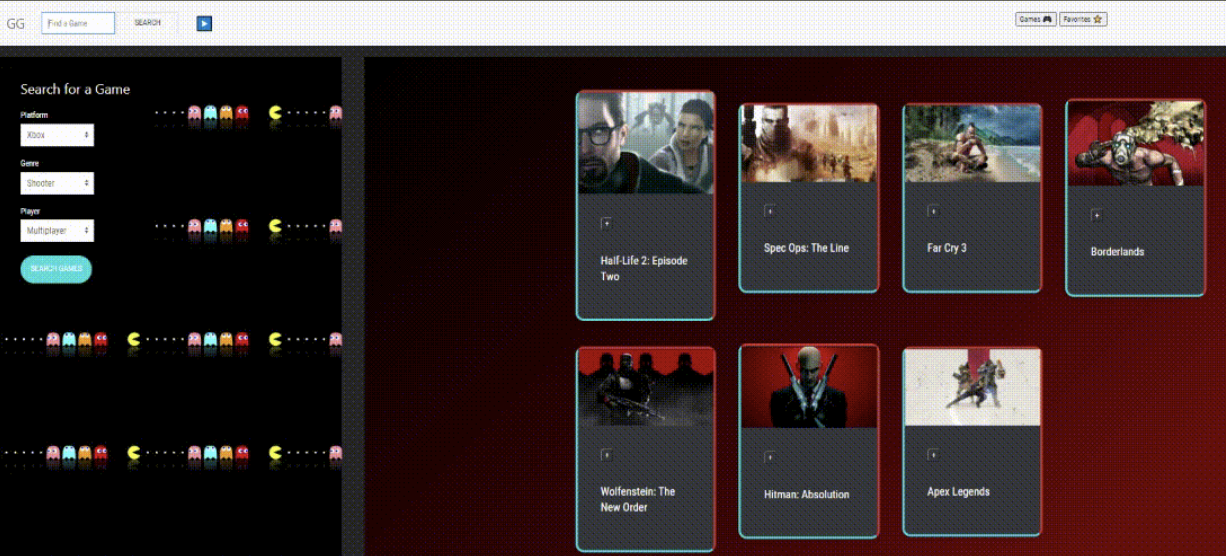 GG
Find a Game
SEARCH
Games
Favorites
Search for a Game
Platform
Xbox
Genre
Shooter
Player
Multiplayer
SEARCH GAMES
+
Half-Life 2: Episode
Two
+
Spec Ops: The Line
+
Far Cry 3
+
Borderlands
+
Wolfenstein: The
New Order
+
Hitman: Absolution
+
Apex Legends